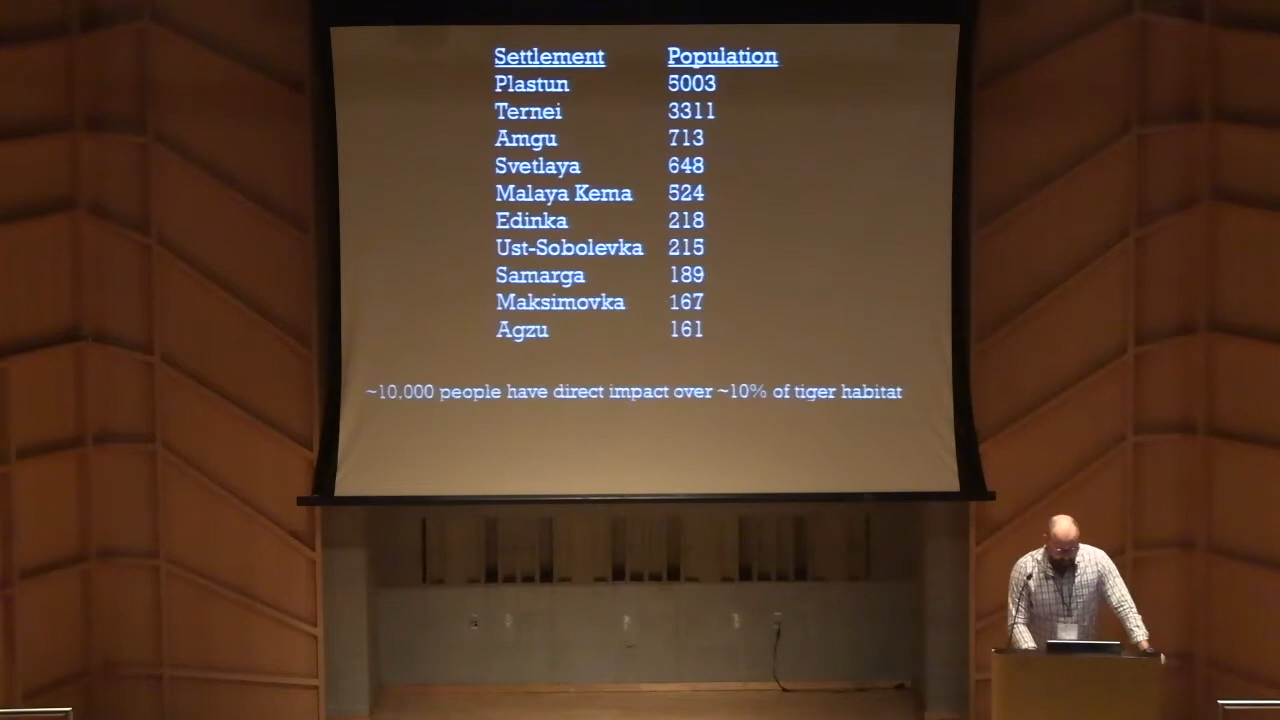 Settlement Population
Plastun 5003
Ternei 3311
Amgu 713
Svetlaya 648
Malaya Kema 524
Edinka 218
Ust-Sobolevka 215
Samarga 189
Maksimovka 167
Agzu 161
~10,000 people have direct impact over ~10% of tiger habitat